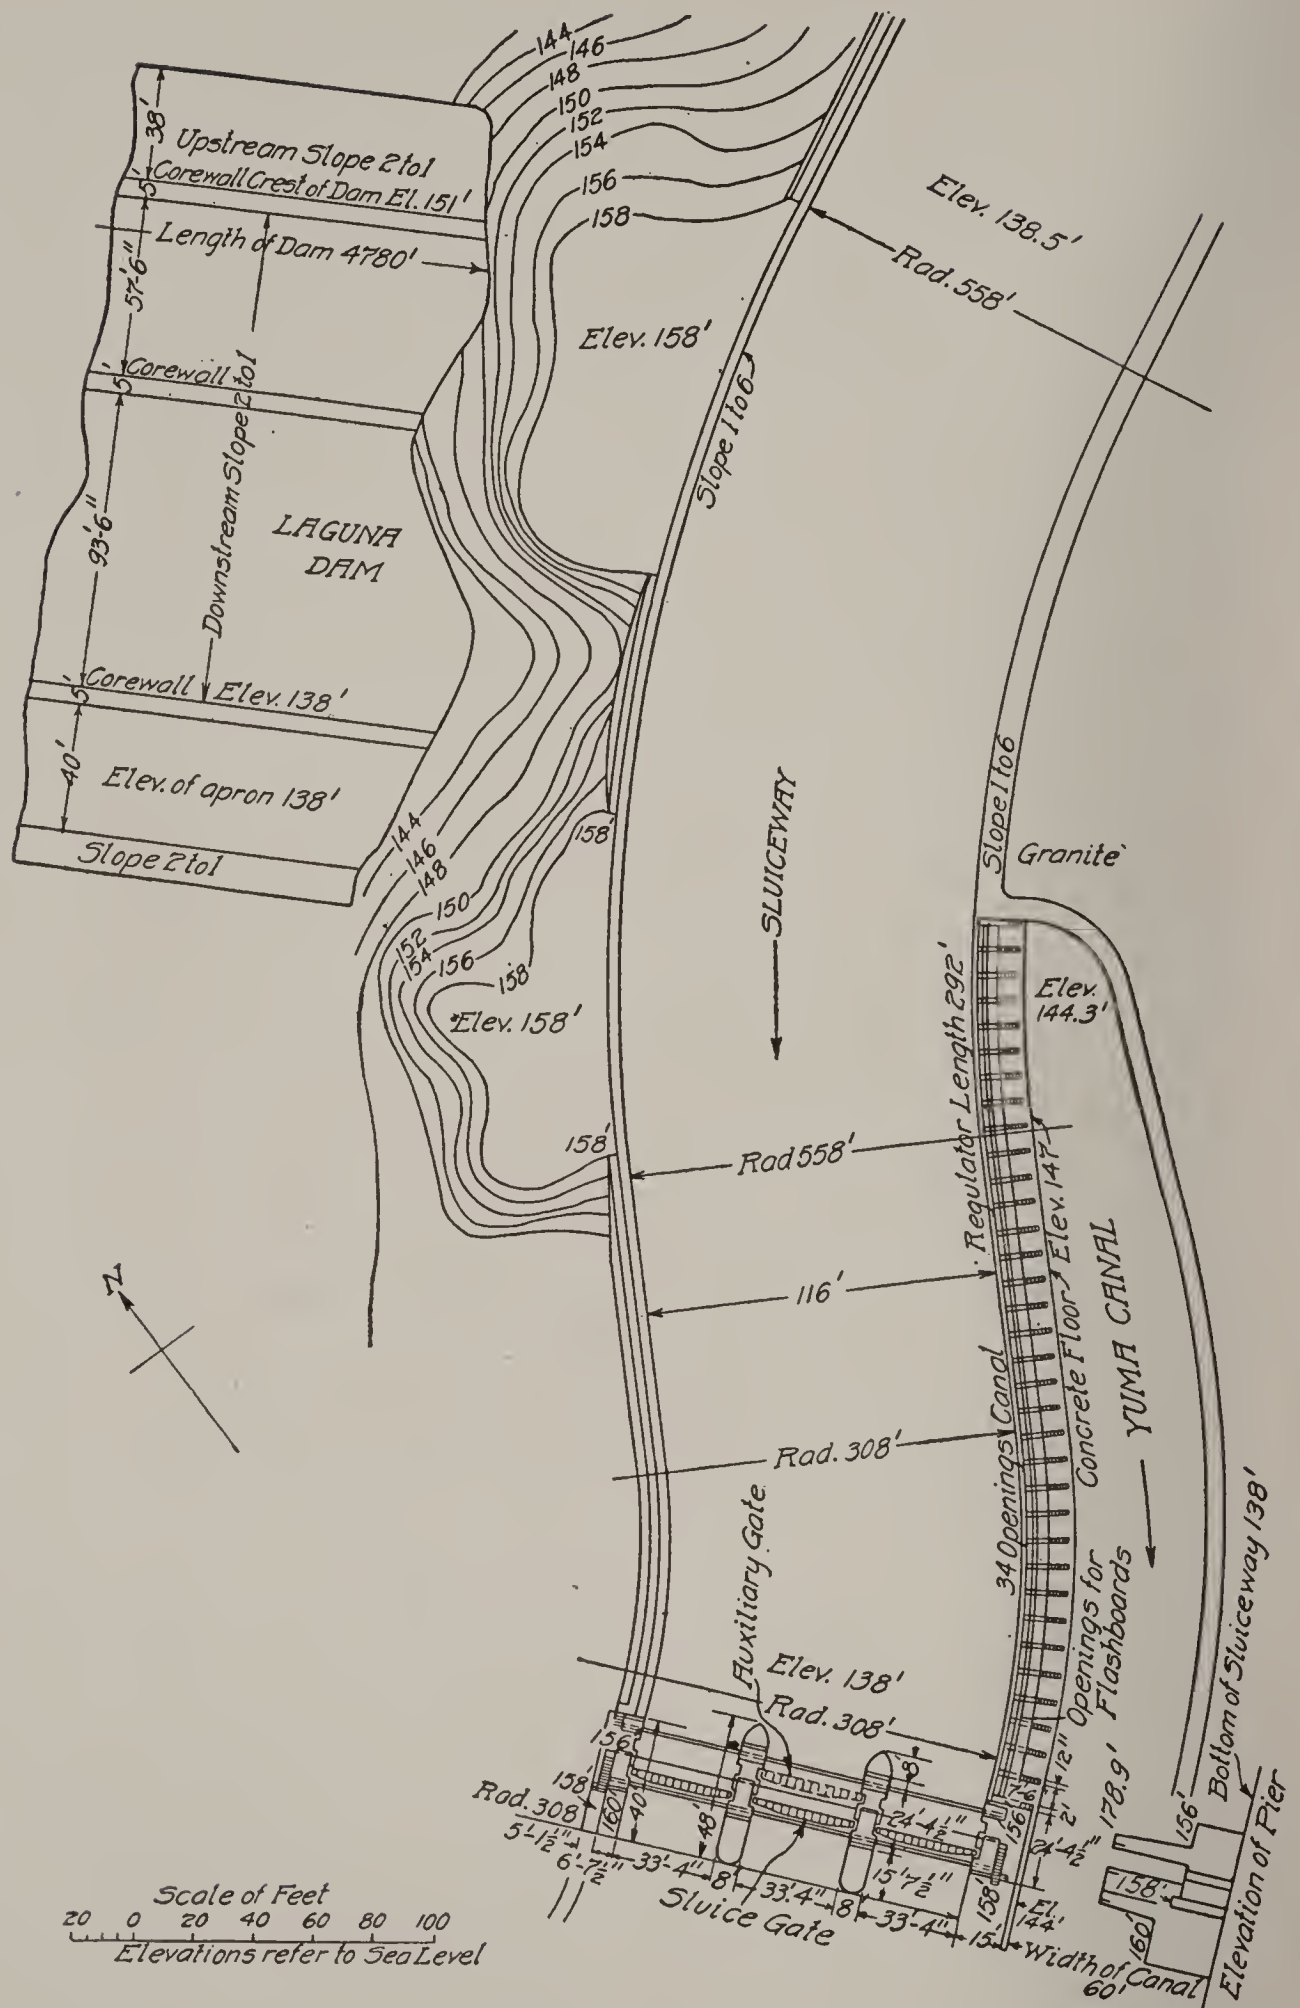 144
146
148
150
152
154
156
158
38'
Upstream Slope 2 to 1
5'
Corewall Crest of Dam El. 151'
Length of Dam 4780'
57'-6"
Elev. 138.5'
Rad. 558'
Elev. 158'
Slope 1 to 6
5'
Corewall
Downstream Slope 2 to 1
93'-6"
LAGUNA
DAM
5'
Corewall Elev. 138'
40'
Elev. of apron 138'
Slope 2 to 1
144
146
148
150
152
154
156
158
158'
Elev. 158'
158'
SLUICEWAY
Slope 1 to 6
Granite
Elev.
144.3'
Regulator Length 292'
Rad 558'
116'
Rad. 308'
34 Openings Canal
Concrete Floor Elev. 147
YUMA CANAL
N
Auxiliary Gate
Elev. 138'
Rad. 308'
Openings for
Flashboards
Bottom of Sluiceway 138'
156'
158'
160'
40'
48'
8'
24'-4½"
15'7½"
7'-6"
12"
2'
156'
24'-4½"
178.9'
156'
158'
160'
Elevation of Pier
Rad. 308
5'-1½"
6'-7½"
33'-4"
8'
33'4"
8'
33'-4"
15'
158'
El.
144'
Sluice Gate
Width of Canal
60'
Scale of Feet
20 0 20 40 60 80 100
Elevations refer to Sea Level